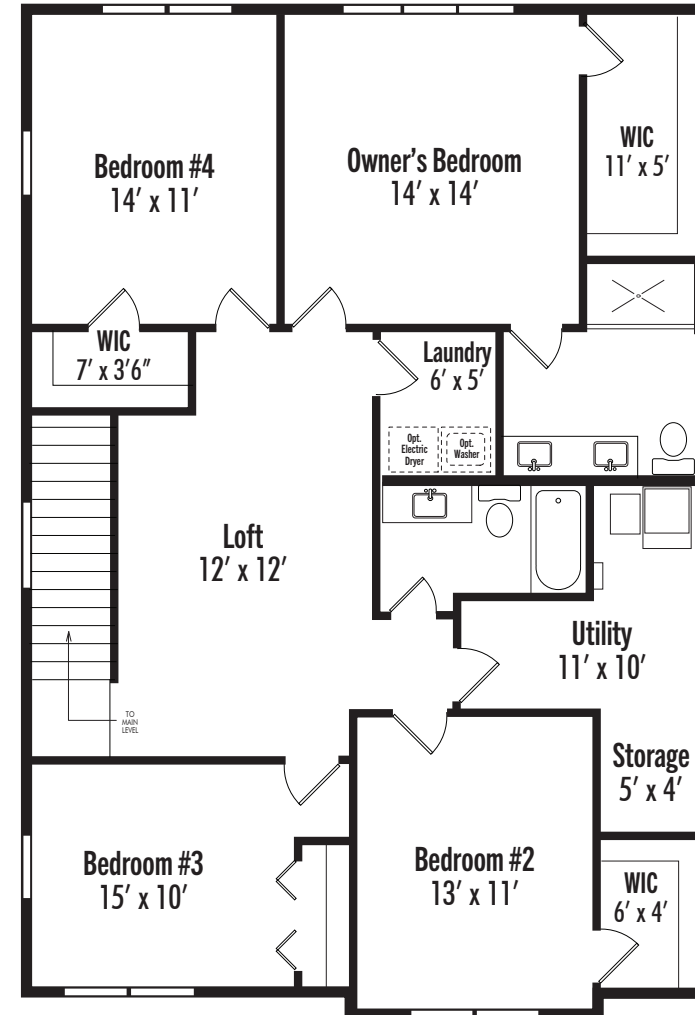 Bedroom #4
14′ x 11′
Owner’s Bedroom
14′ x 14′
WIC
11′ x 5′
WIC
7′ x 3′6″
Laundry
6′ x 5′
Opt.
Electric
Dryer
Opt.
Washer
Loft
12′ x 12′
Utility
11′ x 10′
TO
MAIN
LEVEL
Storage
5′ x 4′
Bedroom #3
15′ x 10′
Bedroom #2
13′ x 11′
WIC
6′ x 4′